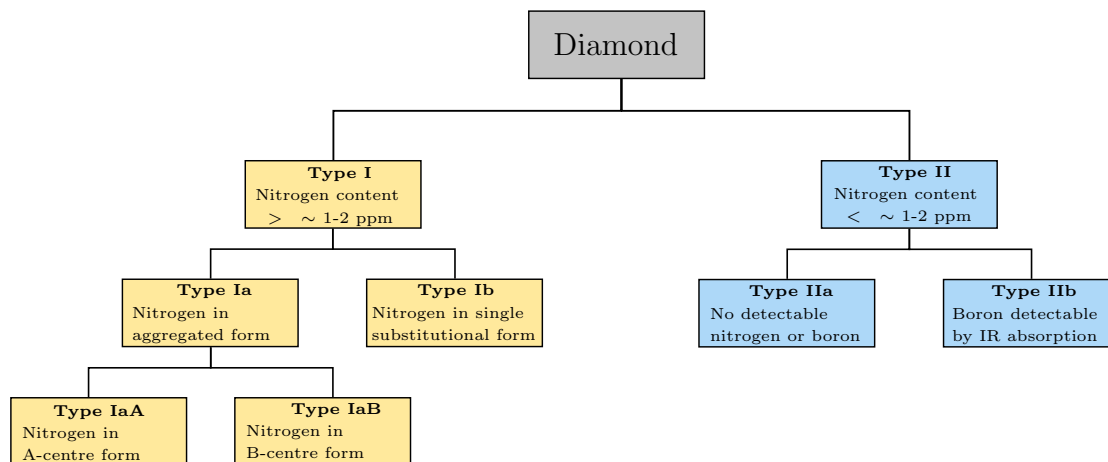 Diamond
Type I
Nitrogen content
> ∼ 1-2 ppm
Type II
Nitrogen content
< ∼ 1-2 ppm
Type Ia
Nitrogen in
aggregated form
Type Ib
Nitrogen in single
substitutional form
Type IIa
No detectable
nitrogen or boron
Type IIb
Boron detectable
by IR absorption
Type IaA
Nitrogen in
A-centre form
Type IaB
Nitrogen in
B-centre form